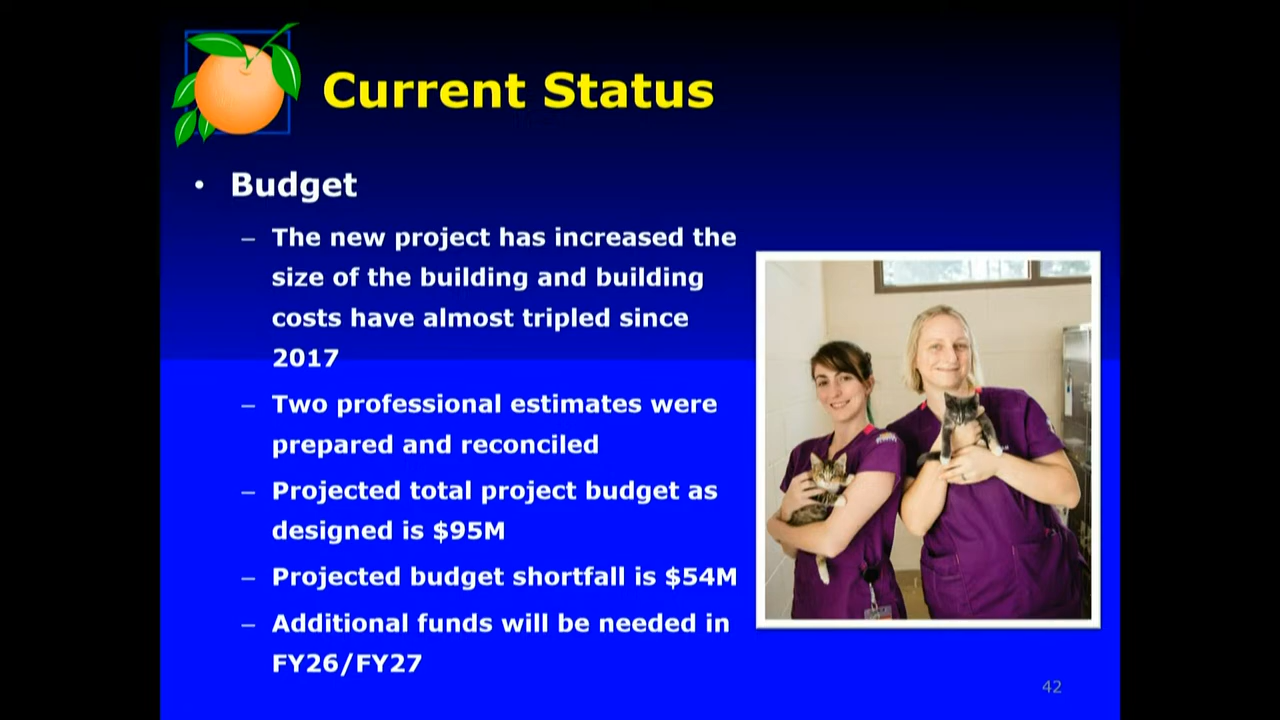 Current Status
• Budget
– The new project has increased the
size of the building and building
costs have almost tripled since
2017
– Two professional estimates were
prepared and reconciled
– Projected total project budget as
designed is $95M
– Projected budget shortfall is $54M
– Additional funds will be needed in
FY26/FY27
42